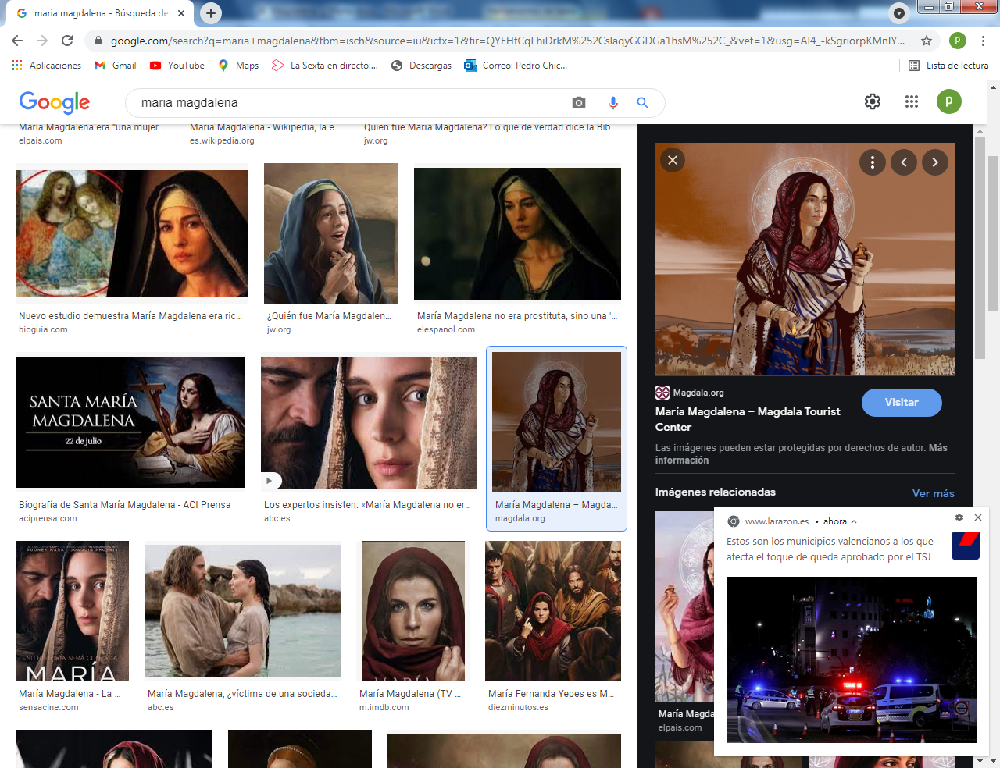 maria magdalena - Búsqueda de
google.com/search?q=maria+magdalena&tbm=isch&source=iu&ictx=1&fir=QYEHtCqFhiDrkM%252CslaqyGGDGa1hsM%252C_&vet=1&usg=AI4_-kSgriorpKMnIY...
p
Aplicaciones
Gmail
YouTube
Maps
La Sexta en directo:...
Descargas
Correo: Pedro Chic...
Lista de lectura
Google
maria magdalena
p
María Magdalena era "una mujer ...
elpais.com
María Magdalena - Wikipedia, la e...
es.wikipedia.org
Quién fue María Magdalena? Lo que de verdad dice la Bib...
jw.org
Nuevo estudio demuestra María Magdalena era ric...
bioguia.com
¿Quién fue María Magdalen...
jw.org
María Magdalena no era prostituta, sino una '...
elespanol.com
SANTA MARÍA
MAGDALENA
22 de julio
Biografía de Santa María Magdalena - ACI Prensa
aciprensa.com
Los expertos insisten: «María Magdalena no er...
abc.es
María Magdalena – Magda...
magdala.org
ROONEY MARA JOAQUIN PHOENIX
SU HISTORIA SERÁ CONTADA
MARÍA
María Magdalena - La ...
sensacine.com
María Magdalena, ¿víctima de una socieda...
abc.es
María Magdalena (TV ...
m.imdb.com
María Fernanda Yepes es M...
diezminutos.es
Magdala.org
María Magdalena – Magdala Tourist
Center
Visitar
Las imágenes pueden estar protegidas por derechos de autor. Más
información
Imágenes relacionadas
Ver más
María Magda
elpais.com
www.larazon.es • ahora
Estos son los municipios valencianos a los que
afecta el toque de queda aprobado por el TSJ
TOQUE DE